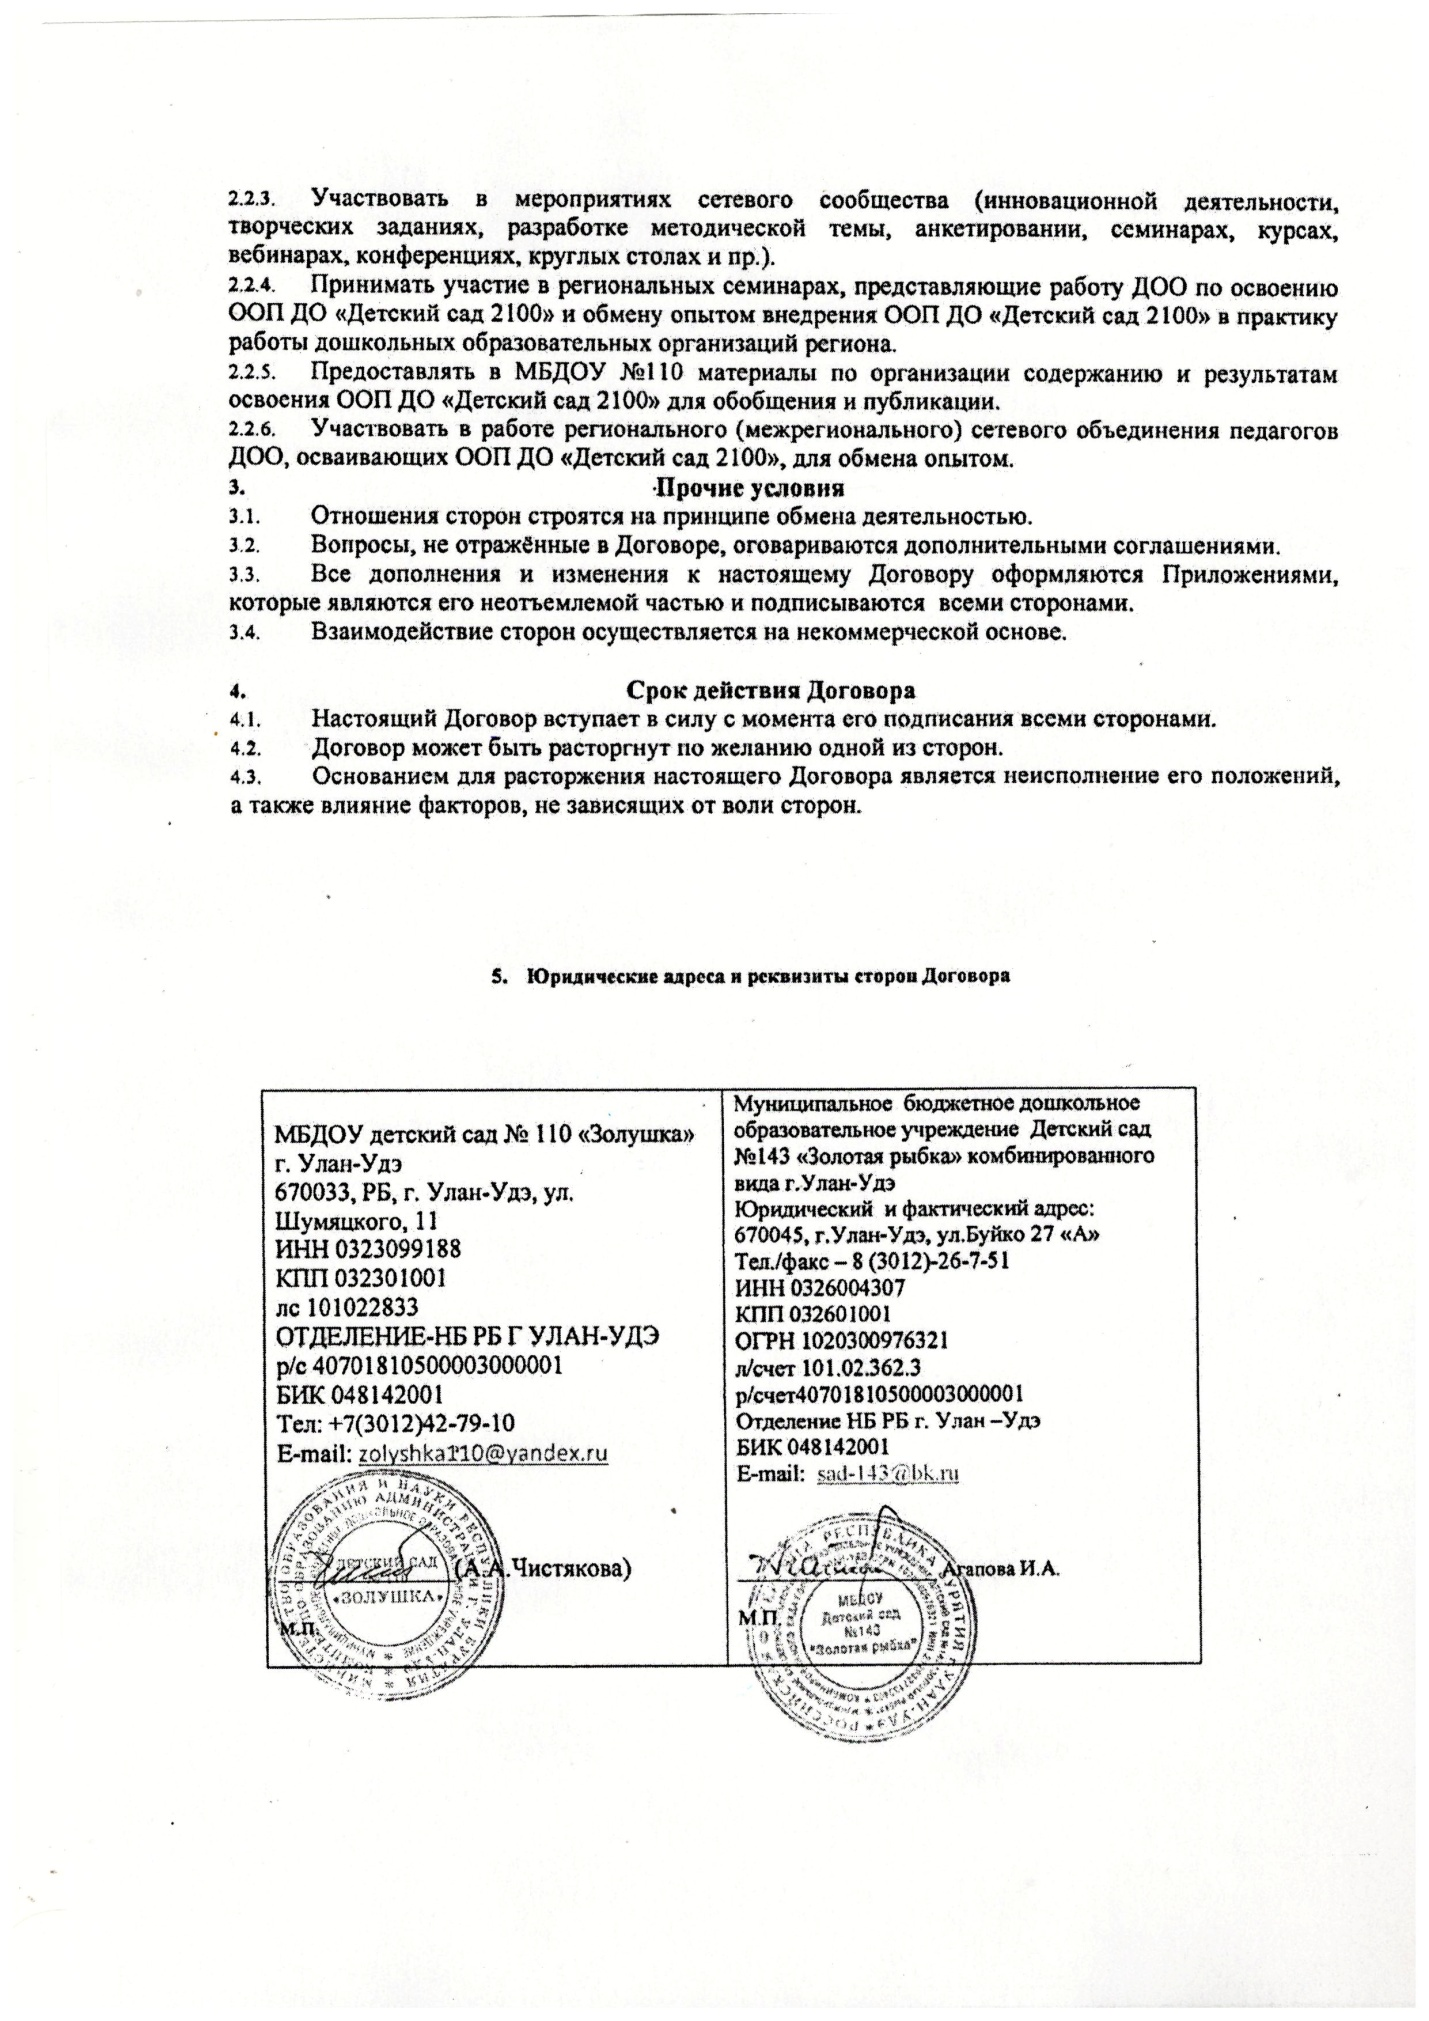 2.2.3. Участвовать в мероприятиях сетевого сообщества (инновационной деятельности,
творческих заданиях, разработке методической темы, анкетировании, семинарах, курсах,
вебинарах, конференциях, круглых столах и пр.).
2.2.4. Принимать участие в региональных семинарах, представляющие работу ДОО по освоению
ООП ДО «Детский сад 2100» и обмену опытом внедрения ООП ДО «Детский сад 2100» в практику
работы дошкольных образовательных организаций региона.
2.2.5. Предоставлять в МБДОУ №110 материалы по организации содержанию и результатам
освоения ООП ДО «Детский сад 2100» для обобщения и публикации.
2.2.6. Участвовать в работе регионального (межрегионального) сетевого объединения педагогов
ДОО, осваивающих ООП ДО «Детский сад 2100», для обмена опытом.
3. Прочие условия
3.1. Отношения сторон строятся на принципе обмена деятельностью.
3.2. Вопросы, не отражённые в Договоре, оговариваются дополнительными соглашениями.
3.3. Все дополнения и изменения к настоящему Договору оформляются Приложениями,
которые являются его неотъемлемой частью и подписываются всеми сторонами.
3.4. Взаимодействие сторон осуществляется на некоммерческой основе.
4. Срок действия Договора
4.1. Настоящий Договор вступает в силу с момента его подписания всеми сторонами.
4.2. Договор может быть расторгнут по желанию одной из сторон.
4.3. Основанием для расторжения настоящего Договора является неисполнение его положений,
а также влияние факторов, не зависящих от воли сторон.
5. Юридические адреса и реквизиты сторон Договора
МБДОУ детский сад № 110 «Золушка»
г. Улан-Удэ
670033, РБ, г. Улан-Удэ, ул.
Шумяцкого, 11
ИНН 0323099188
КПП 032301001
лс 101022833
ОТДЕЛЕНИЕ-НБ РБ Г УЛАН-УДЭ
р/с 40701810500003000001
БИК 048142001
Тел: +7(3012)42-79-10
E-mail: zolyshka110@yandex.ru
(А.А.Чистякова)
М.П.
ДЕТСКИЙ САД
«ЗОЛУШКА»
Муниципальное бюджетное дошкольное
образовательное учреждение Детский сад
№143 «Золотая рыбка» комбинированного
вида г.Улан-Удэ
Юридический и фактический адрес:
670045, г.Улан-Удэ, ул.Буйко 27 «А»
Тел./факс – 8 (3012)-26-7-51
ИНН 0326004307
КПП 032601001
ОГРН 1020300976321
л/счет 101.02.362.3
р/счет40701810500003000001
Отделение НБ РБ г. Улан –Удэ
БИК 048142001
E-mail: sad-143@bk.ru
Агапова И.А.
М.П.
МБДОУ
Детский сад
№143
"Золотая рыбка"